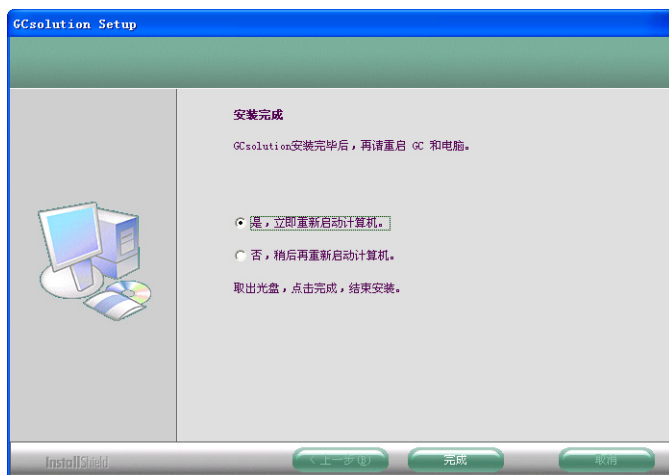 GCsolution Setup
安装完成
GCsolution安装完毕后，再请重启 GC 和电脑。
是，立即重新启动计算机。
否，稍后再重新启动计算机。
取出光盘，点击完成，结束安装。
InstallShield
< 上一步(B)
完成
取消